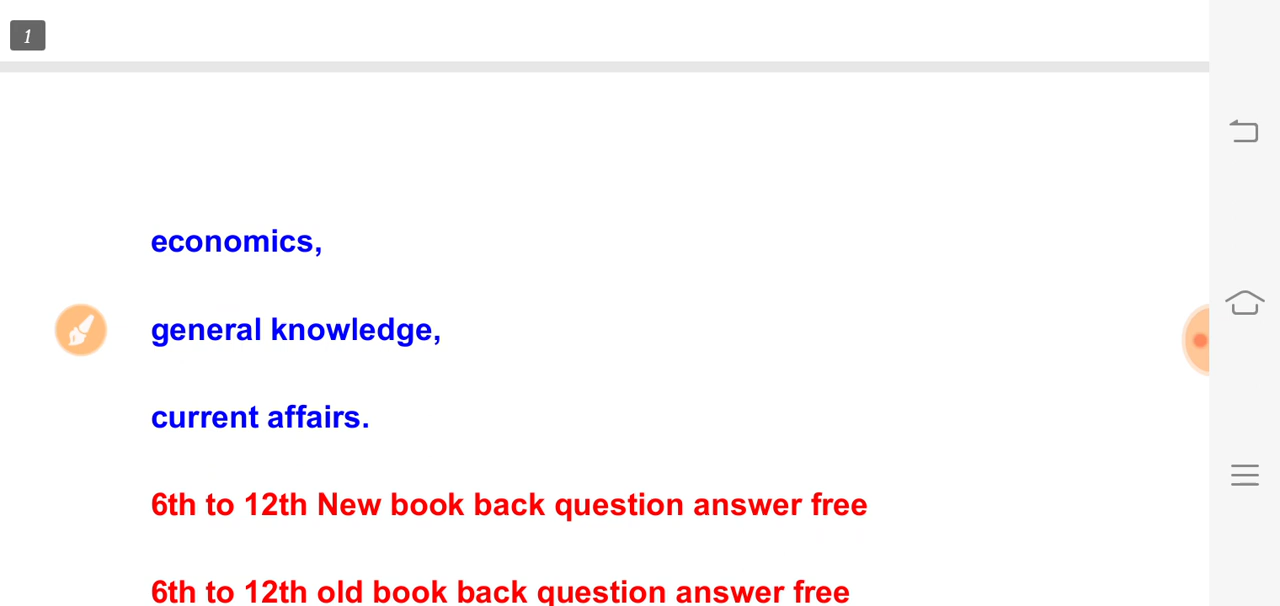 1
economics,
general knowledge,
current affairs.
6th to 12th New book back question answer free
6th to 12th old book back question answer free